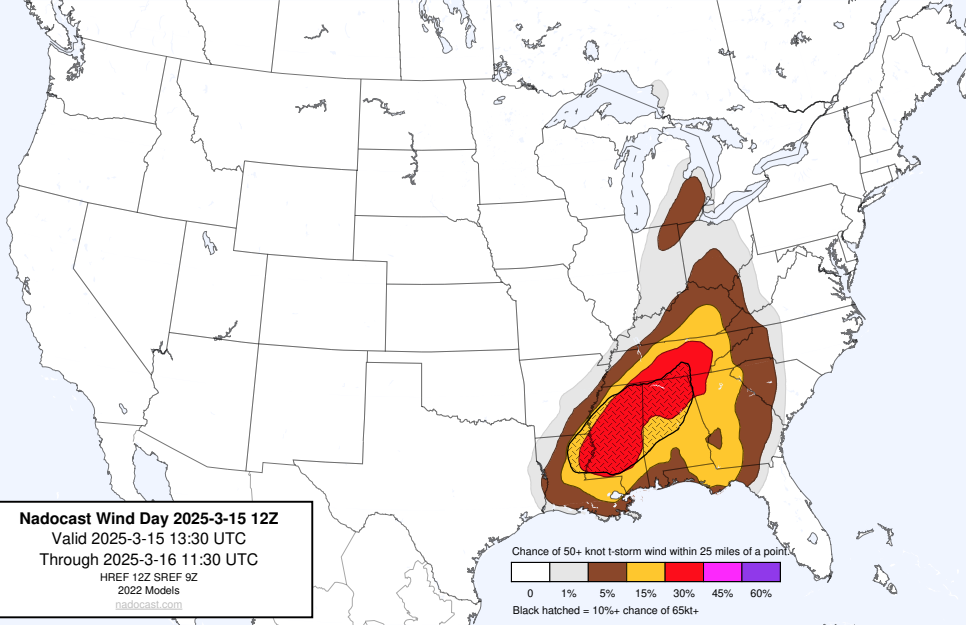 Nadocast Wind Day 2025-3-15 12Z
Valid 2025-3-15 13:30 UTC
Through 2025-3-16 11:30 UTC
HREF 12Z SREF 9Z
2022 Models
nadocast.com
Chance of 50+ knot t-storm wind within 25 miles of a point.
0 1% 5% 15% 30% 45% 60%
Black hatched = 10%+ chance of 65kt+